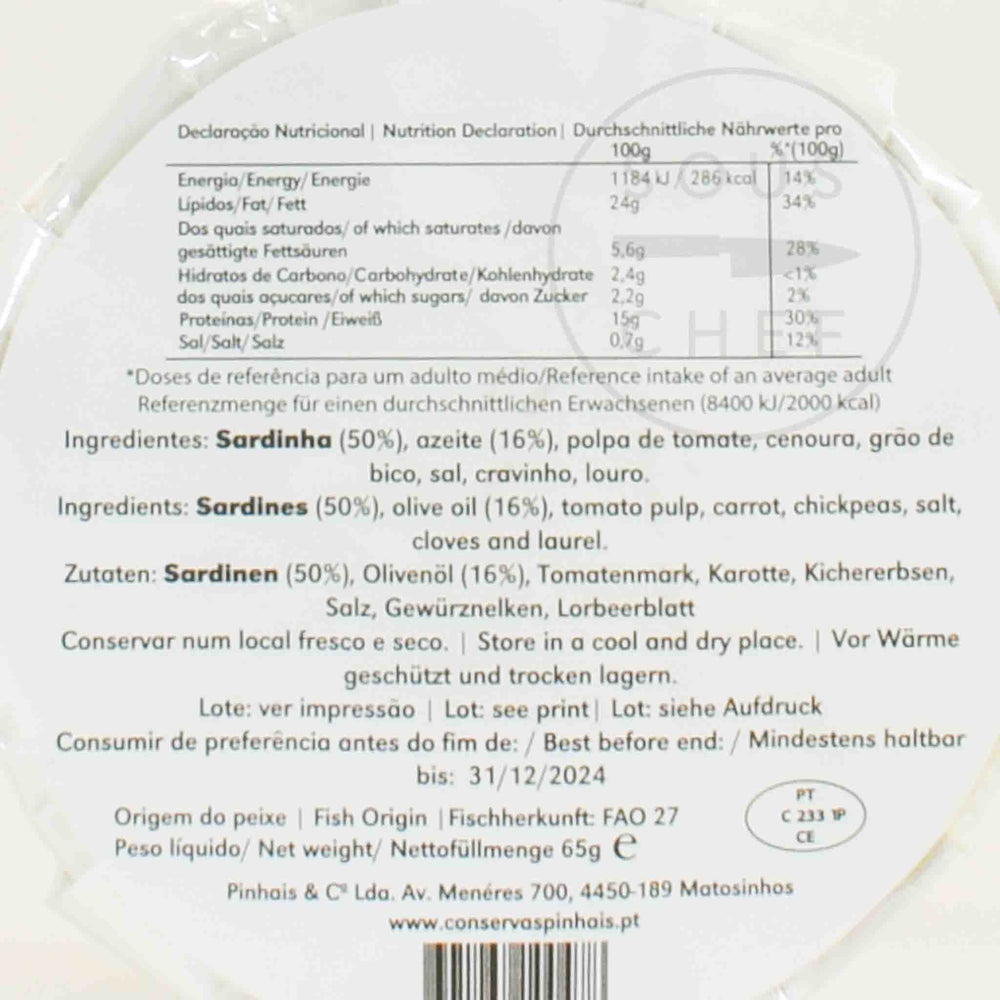 Declaração Nutricional | Nutrition Declaration | Durchschnittliche Nährwerte pro
100g %*(100g)
Energia/Energy/Energie 1184 kJ / 286 kcal 14%
Lípidos/Fat/Fett 24g 34%
Dos quais saturados/ of which saturates /davon
gesättigte Fettsäuren 5,6g 28%
Hidratos de Carbono/Carbohydrate/Kohlenhydrate 2,4g <1%
dos quais açucares/of which sugars/ davon Zucker 2,2g 2%
Proteínas/Protein /Eiweiß 15g 30%
Sal/Salt/Salz 0,7g 12%
SOUS
CHEF
*Doses de referência para um adulto médio/Reference intake of an average adult
Referenzmenge für einen durchschnittlichen Erwachsenen (8400 kJ/2000 kcal)
Ingredientes: Sardinha (50%), azeite (16%), polpa de tomate, cenoura, grão de
bico, sal, cravinho, louro.
Ingredients: Sardines (50%), olive oil (16%), tomato pulp, carrot, chickpeas, salt,
cloves and laurel.
Zutaten: Sardinen (50%), Olivenöl (16%), Tomatenmark, Karotte, Kichererbsen,
Salz, Gewürznelken, Lorbeerblatt
Conservar num local fresco e seco. | Store in a cool and dry place. | Vor Wärme
geschützt und trocken lagern.
Lote: ver impressão | Lot: see print | Lot: siehe Aufdruck
Consumir de preferência antes do fim de: / Best before end: / Mindestens haltbar
bis: 31/12/2024
Origem do peixe | Fish Origin | Fischherkunft: FAO 27
Peso líquido/ Net weight/ Nettofüllmenge 65g ℮
PT
C 233 1P
CE
Pinhais & Cª Lda. Av. Menéres 700, 4450-189 Matosinhos
www.conservaspinhais.pt